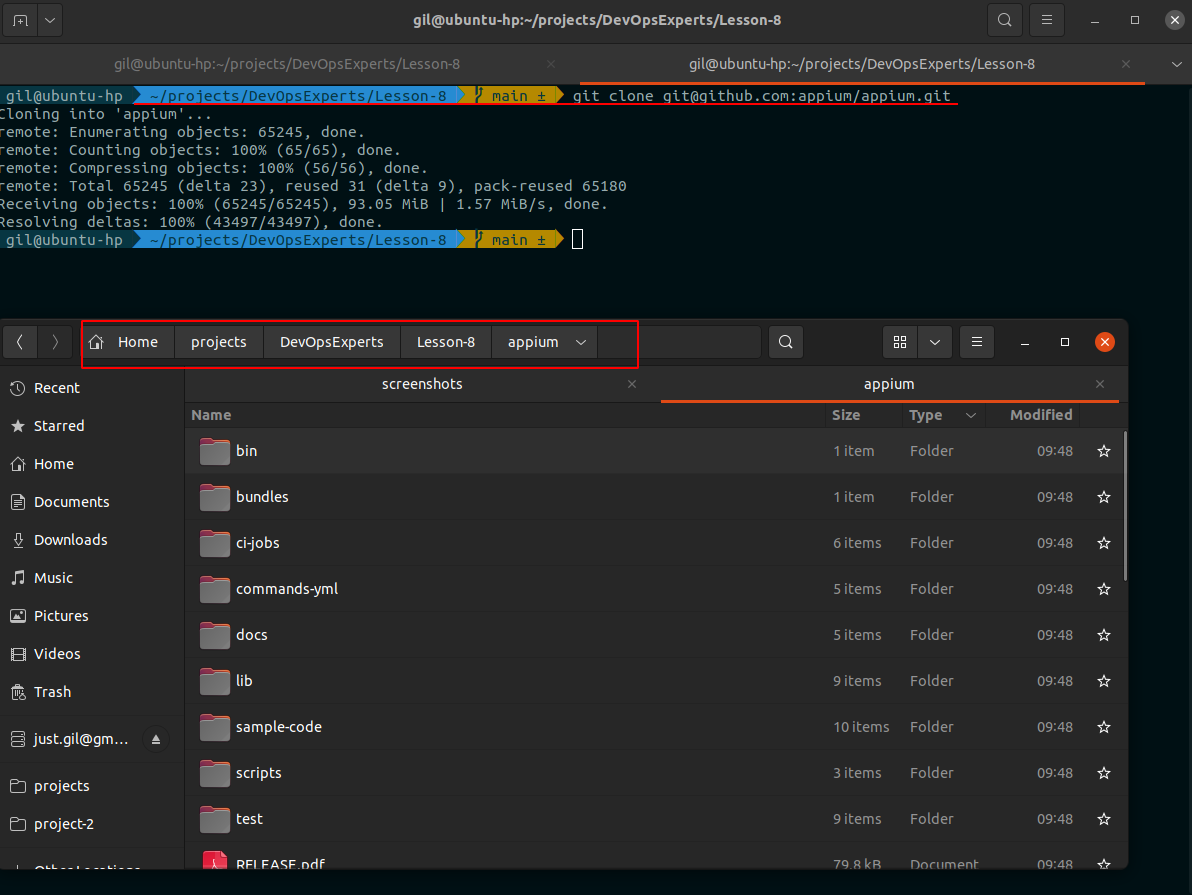 gil@ubuntu-hp:~/projects/DevOpsExperts/Lesson-8
gil@ubuntu-hp:~/projects/DevOpsExperts/Lesson-8
gil@ubuntu-hp:~/projects/DevOpsExperts/Lesson-8
gil@ubuntu-hp ~/projects/DevOpsExperts/Lesson-8 main ± git clone git@github.com:appium/appium.git
Cloning into 'appium'...
remote: Enumerating objects: 65245, done.
remote: Counting objects: 100% (65/65), done.
remote: Compressing objects: 100% (56/56), done.
remote: Total 65245 (delta 23), reused 31 (delta 9), pack-reused 65180
Receiving objects: 100% (65245/65245), 93.05 MiB | 1.57 MiB/s, done.
Resolving deltas: 100% (43497/43497), done.
gil@ubuntu-hp ~/projects/DevOpsExperts/Lesson-8 main ±
Home projects DevOpsExperts Lesson-8 appium
Recent
Starred
Home
Documents
Downloads
Music
Pictures
Videos
Trash
just.gil@gm...
projects
project-2
Other Locations
screenshots appium
Name Size Type Modified
bin 1 item Folder 09:48
bundles 1 item Folder 09:48
ci-jobs 6 items Folder 09:48
commands-yml 5 items Folder 09:48
docs 5 items Folder 09:48
lib 9 items Folder 09:48
sample-code 10 items Folder 09:48
scripts 3 items Folder 09:48
test 9 items Folder 09:48
RELEASE.pdf 79.8 kB Document 09:48